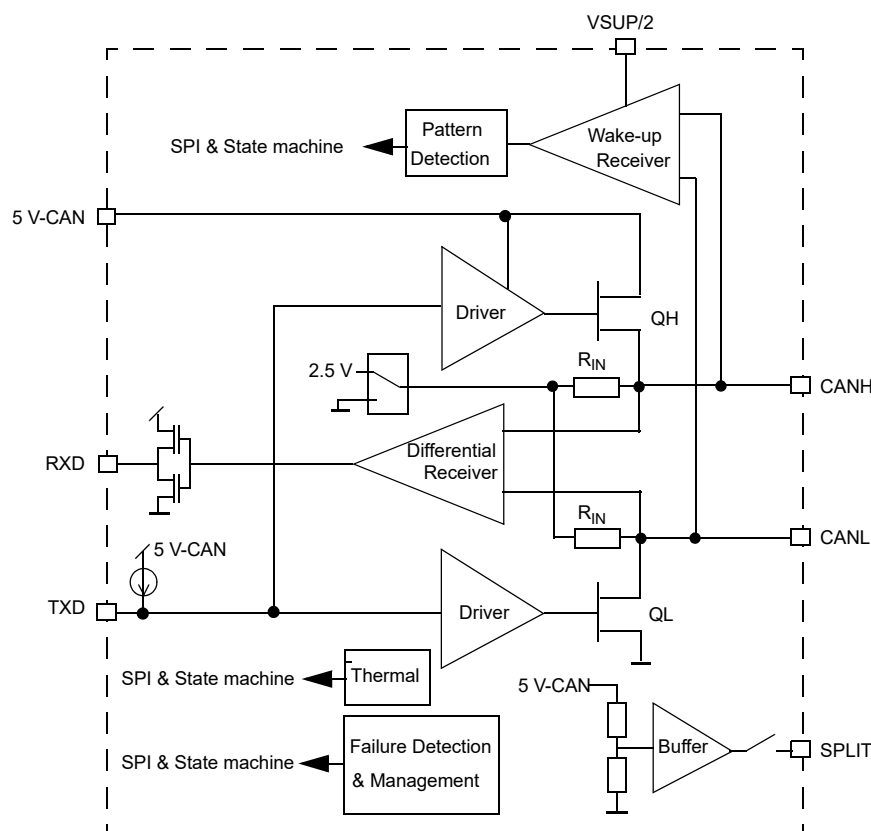 VSUP/2
Pattern
Detection
Wake-up
Receiver
SPI & State machine
5 V-CAN
Driver
QH
2.5 V
RIN
CANH
Differential
Receiver
RXD
RIN
CANL
5 V-CAN
TXD
Driver
QL
SPI & State machine
Thermal
5 V-CAN
Failure Detection
& Management
SPI & State machine
Buffer
SPLIT